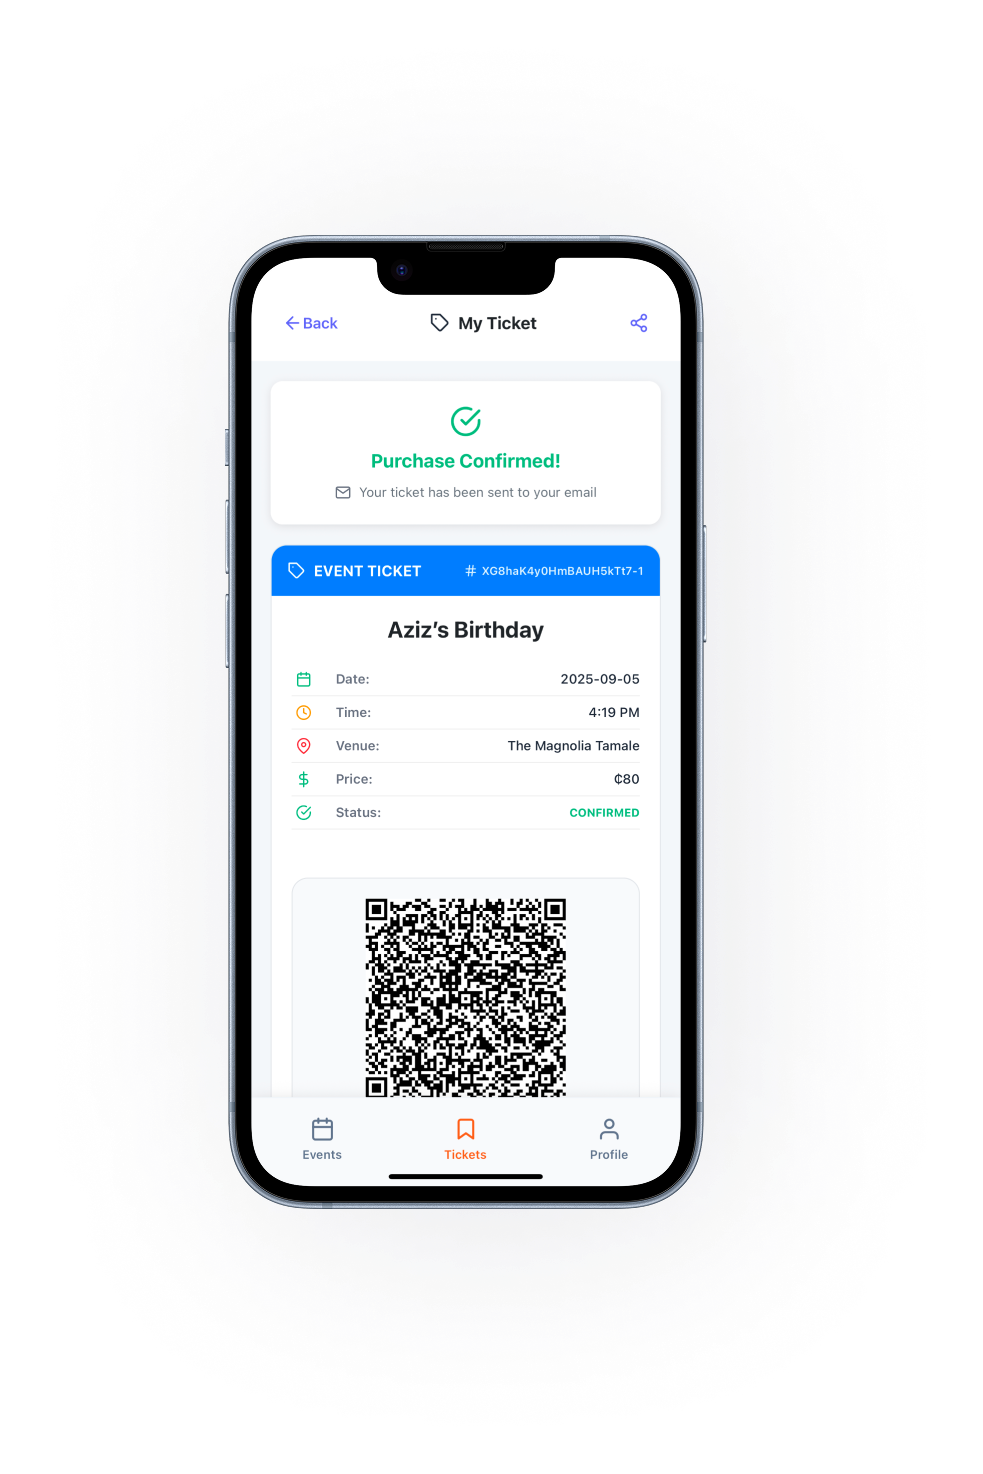 Back
My Ticket
Purchase Confirmed!
Your ticket has been sent to your email
EVENT TICKET
# XG8haK4y0HmBAUH5kTt7-1
Aziz’s Birthday
Date: 2025-09-05
Time: 4:19 PM
Venue: The Magnolia Tamale
Price: ₵80
Status: CONFIRMED
Events
Tickets
Profile